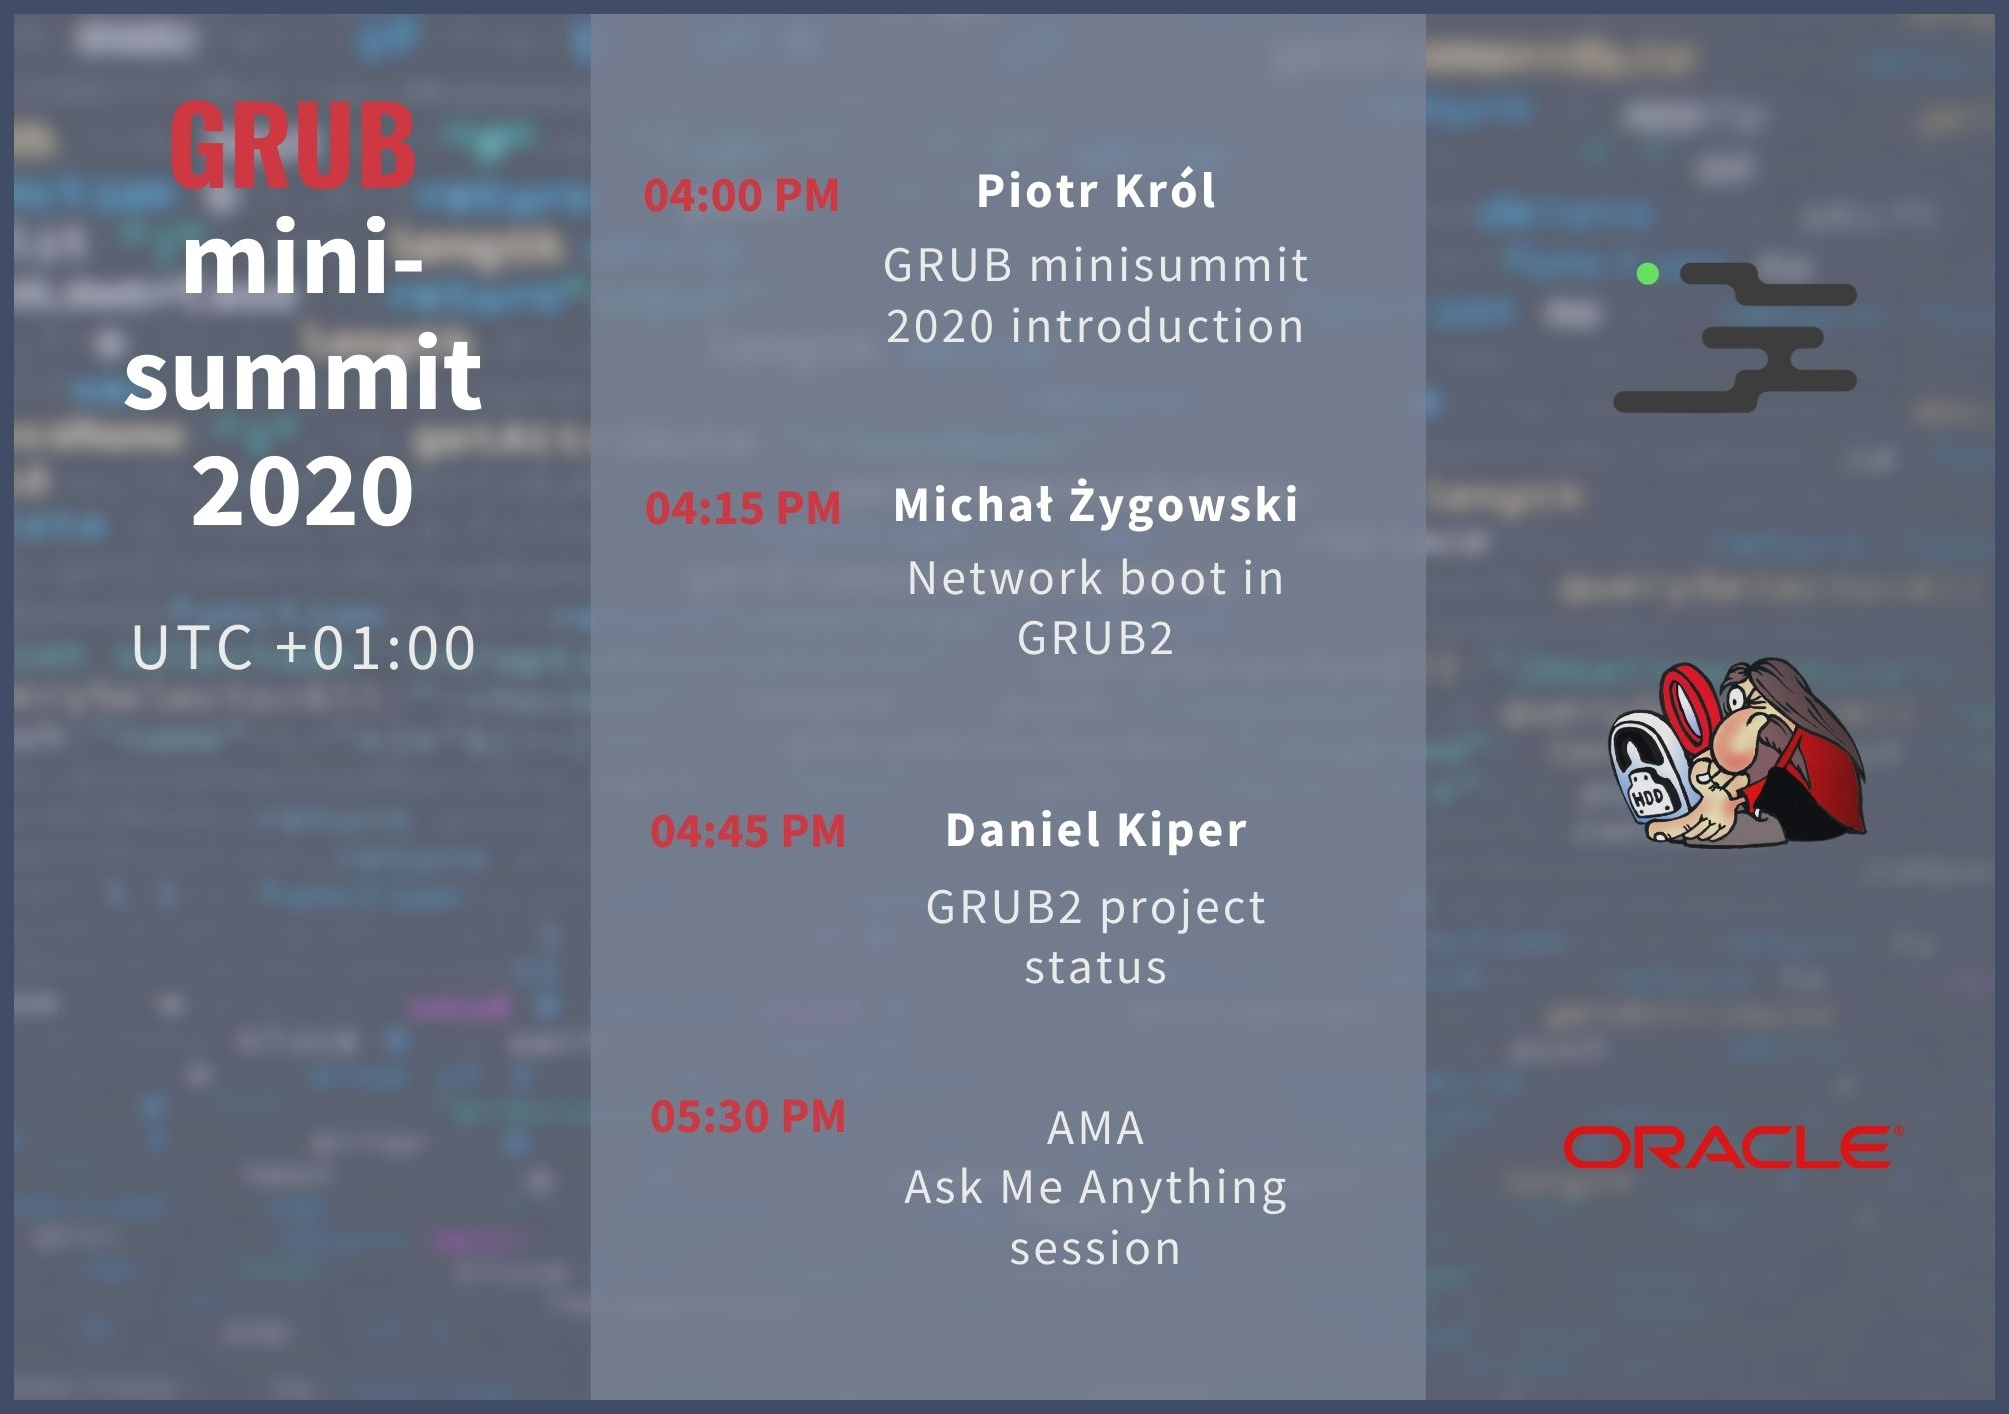 GRUB
mini-
summit
2020
UTC +01:00
04:00 PM
Piotr Król
GRUB minisummit
2020 introduction
04:15 PM
Michał Żygowski
Network boot in
GRUB2
04:45 PM
Daniel Kiper
GRUB2 project
status
05:30 PM
AMA
Ask Me Anything
session
HDD
ORACLE®